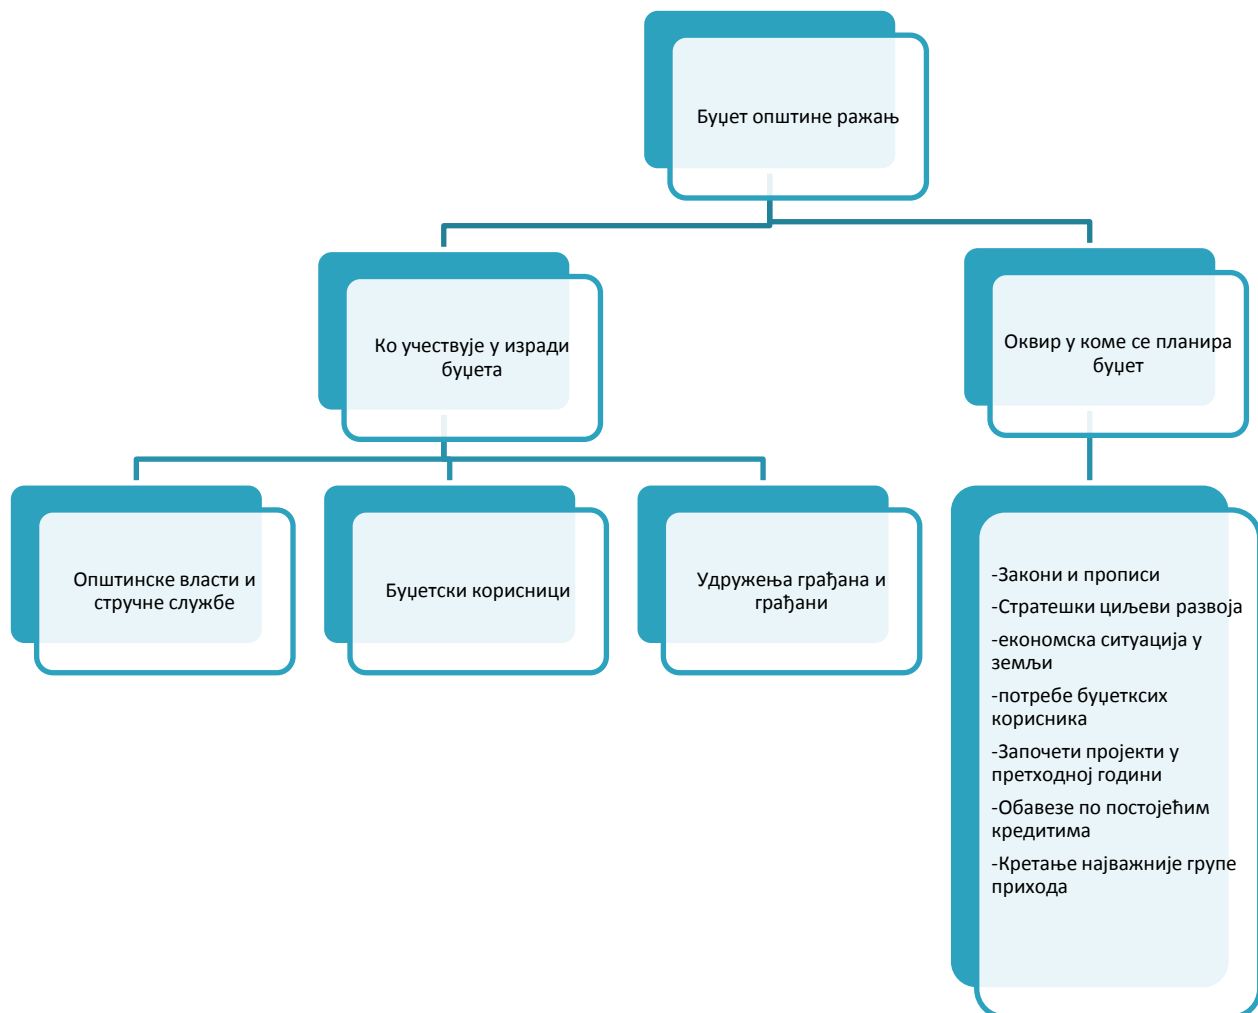 Буџет општине ражањ
Ко учествује у изради
буџета
Оквир у коме се планира
буџет
Општинске власти и
стручне службе
Буџетски корисници
Удружења грађана и
грађани
-Закони и прописи
-Стратешки циљеви развоја
-економска ситуација у
земљи
-потребе буџетксих
корисника
-Започети пројекти у
претходној години
-Обавезе по постојећим
кредитима
-Кретање најважније групе
прихода